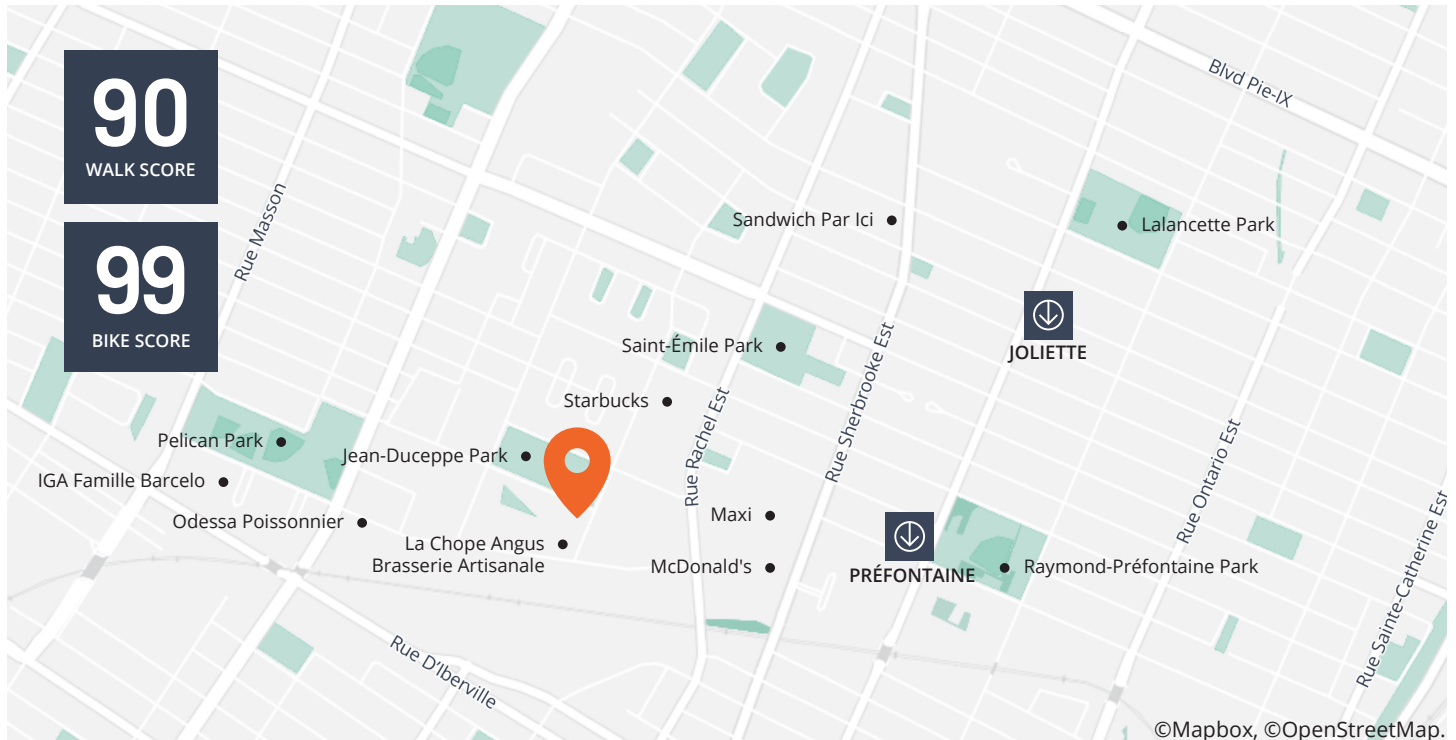 90
WALK SCORE
99
BIKE SCORE
Blvd Pie-IX
Rue Masson
Sandwich Par Ici
Lalancette Park
JOLIETTE
Saint-Émile Park
Rue Sherbrooke Est
Starbucks
Rue Rachel Est
Pelican Park
Jean-Duceppe Park
IGA Famille Barcelo
Rue Ontario Est
Odessa Poissonnier
Maxi
La Chope Angus
Brasserie Artisanale
McDonald's
PRÉFONTAINE
Raymond-Préfontaine Park
Rue Sainte-Catherine Est
Rue D'Iberville
©Mapbox, ©OpenStreetMap.